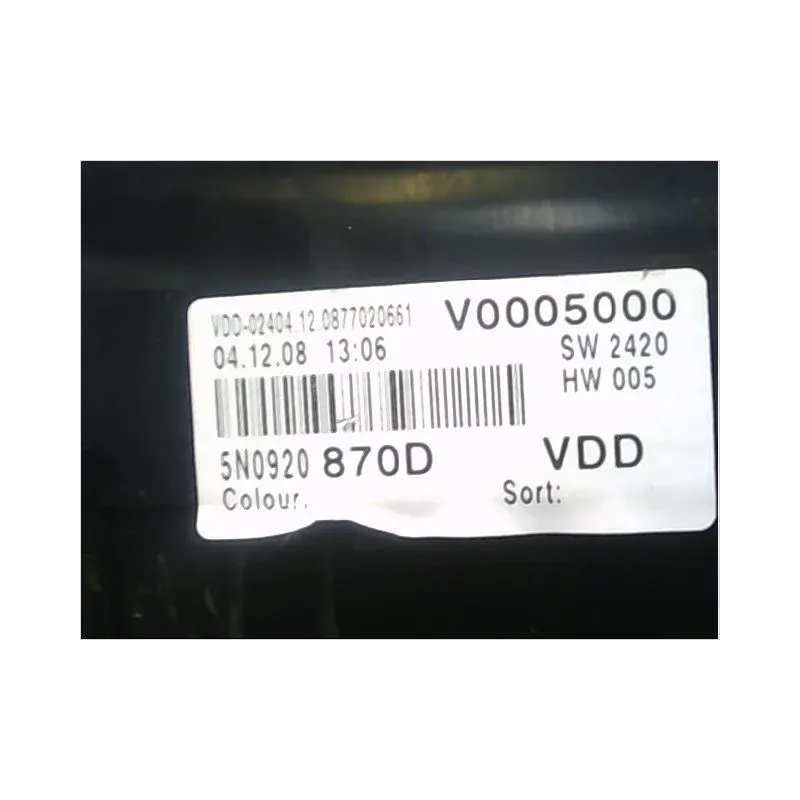 VDD-02404.12.0877020661 V0005000
04.12.08 13:06 SW 2420
HW 005
5N0920 870D VDD
Colour. Sort: